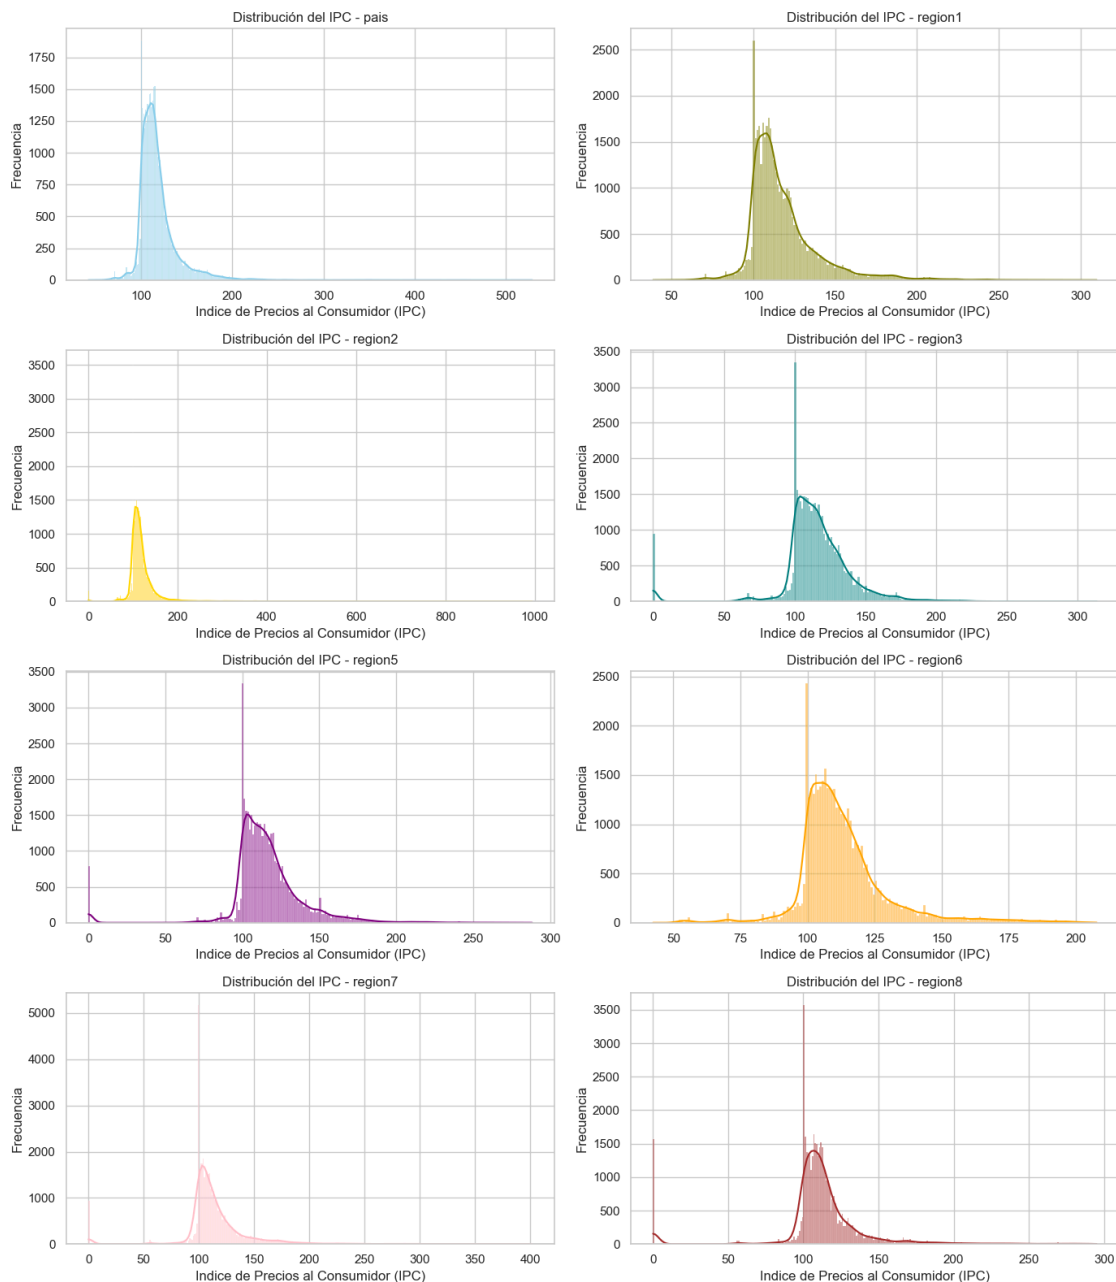 Distribución del IPC - pais
Frecuencia
1750
1500
1250
1000
750
500
250
0
100 200 300 400 500
Indice de Precios al Consumidor (IPC)
Distribución del IPC - region1
Frecuencia
2500
2000
1500
1000
500
0
50 100 150 200 250 300
Indice de Precios al Consumidor (IPC)
Distribución del IPC - region2
Frecuencia
3500
3000
2500
2000
1500
1000
500
0
0 200 400 600 800 1000
Indice de Precios al Consumidor (IPC)
Distribución del IPC - region3
Frecuencia
3500
3000
2500
2000
1500
1000
500
0
0 50 100 150 200 250 300
Indice de Precios al Consumidor (IPC)
Distribución del IPC - region5
Frecuencia
3500
3000
2500
2000
1500
1000
500
0
0 50 100 150 200 250 300
Indice de Precios al Consumidor (IPC)
Distribución del IPC - region6
Frecuencia
2500
2000
1500
1000
500
0
50 75 100 125 150 175 200
Indice de Precios al Consumidor (IPC)
Distribución del IPC - region7
Frecuencia
5000
4000
3000
2000
1000
0
0 50 100 150 200 250 300 350 400
Indice de Precios al Consumidor (IPC)
Distribución del IPC - region8
Frecuencia
3500
3000
2500
2000
1500
1000
500
0
0 50 100 150 200 250 300
Indice de Precios al Consumidor (IPC)